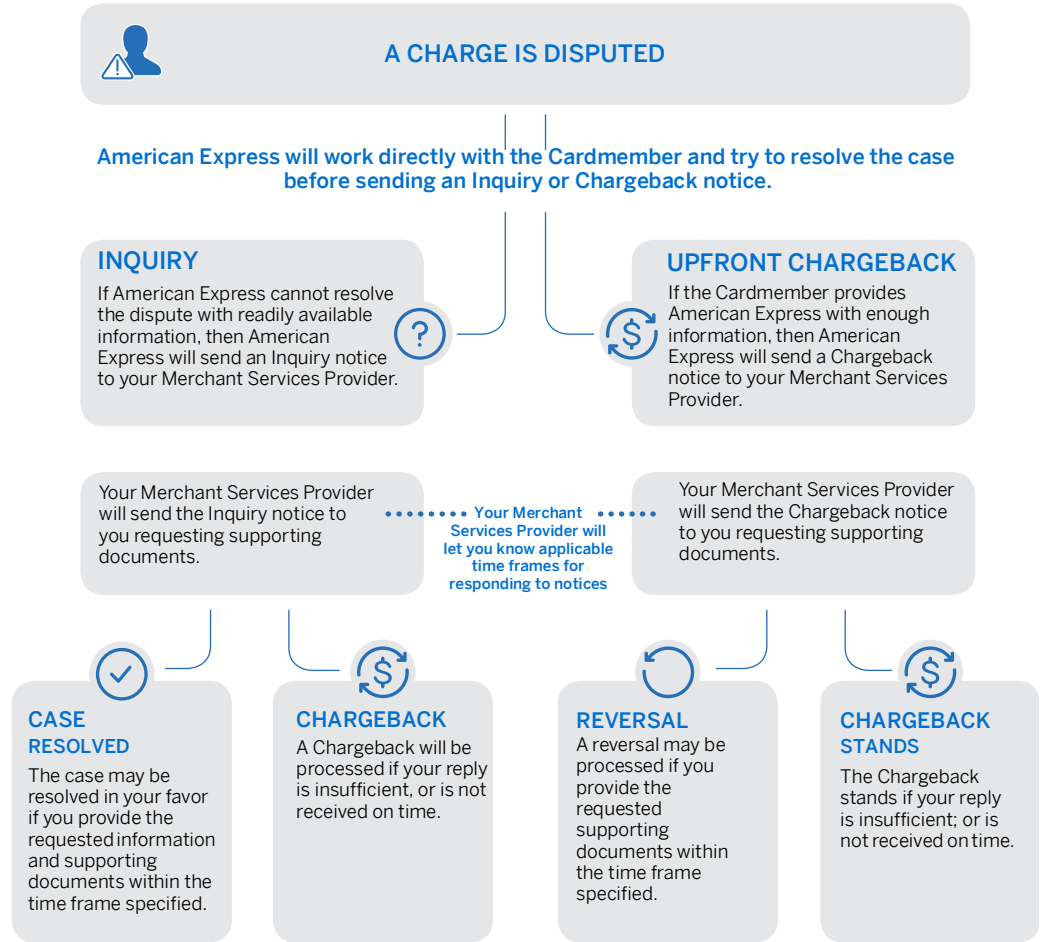 A CHARGE IS DISPUTED
American Express will work directly with the Cardmember and try to resolve the case
before sending an Inquiry or Chargeback notice.
INQUIRY
If American Express cannot resolve
the dispute with readily available
information, then American
Express will send an Inquiry notice
to your Merchant Services Provider.
UPFRONT CHARGEBACK
If the Cardmember provides
American Express with enough
information, then American
Express will send a Chargeback
notice to your Merchant Services
Provider.
Your Merchant Services Provider
will send the Inquiry notice to
you requesting supporting
documents.
Your Merchant
Services Provider will
let you know applicable
time frames for
responding to notices
Your Merchant Services Provider
will send the Chargeback notice
to you requesting supporting
documents.
CASE
RESOLVED
The case may be
resolved in your favor
if you provide the
requested information
and supporting
documents within the
time frame specified.
CHARGEBACK
A Chargeback will be
processed if your reply
is insufficient, or is not
received on time.
REVERSAL
A reversal may be
processed if you
provide the
requested
supporting
documents within
the time frame
specified.
CHARGEBACK
STANDS
The Chargeback
stands if your reply
is insufficient; or is
not received on time.